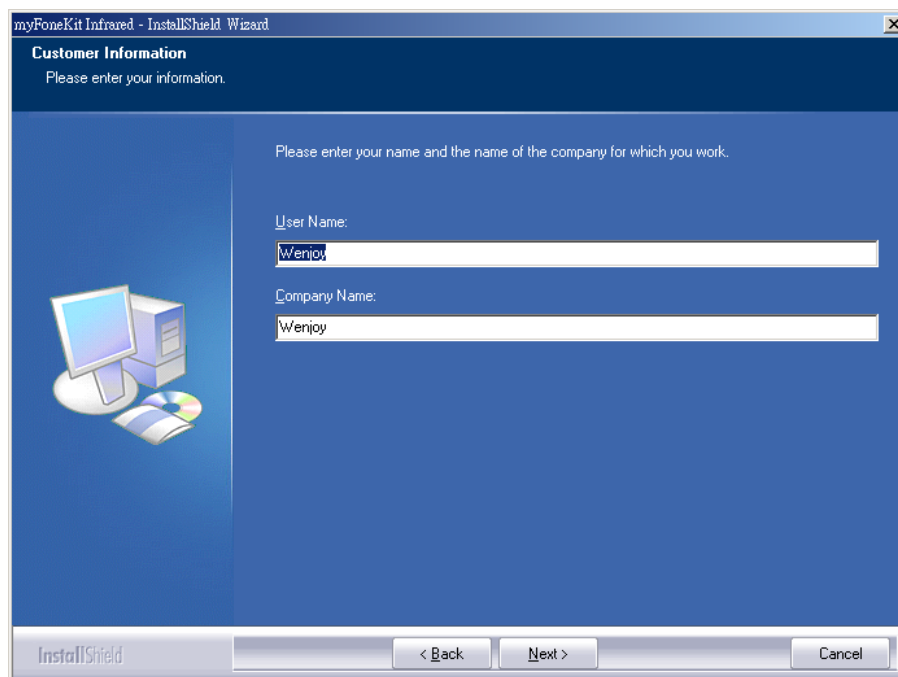 myFoneKit Infrared - InstallShield Wizard
Customer Information
Please enter your information.
Please enter your name and the name of the company for which you work.
User Name:
Wenjoy
Company Name:
Wenjoy
InstallShield
< Back
Next >
Cancel